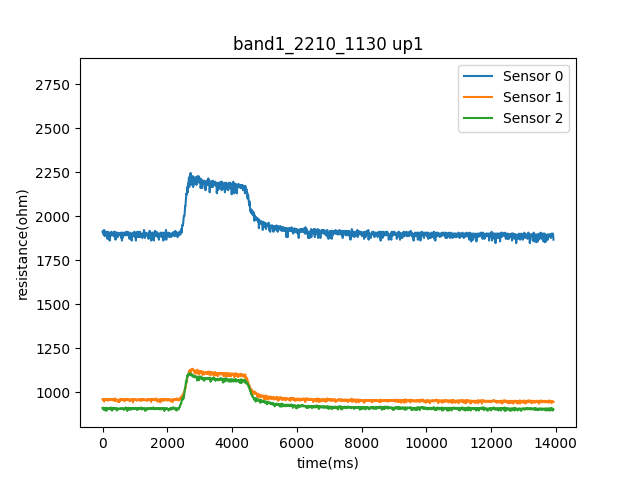 band1_2210_1130 up1
Sensor 0
Sensor 1
Sensor 2
resistance(ohm)
2750
2500
2250
2000
1750
1500
1250
1000
0 2000 4000 6000 8000 10000 12000 14000
time(ms)